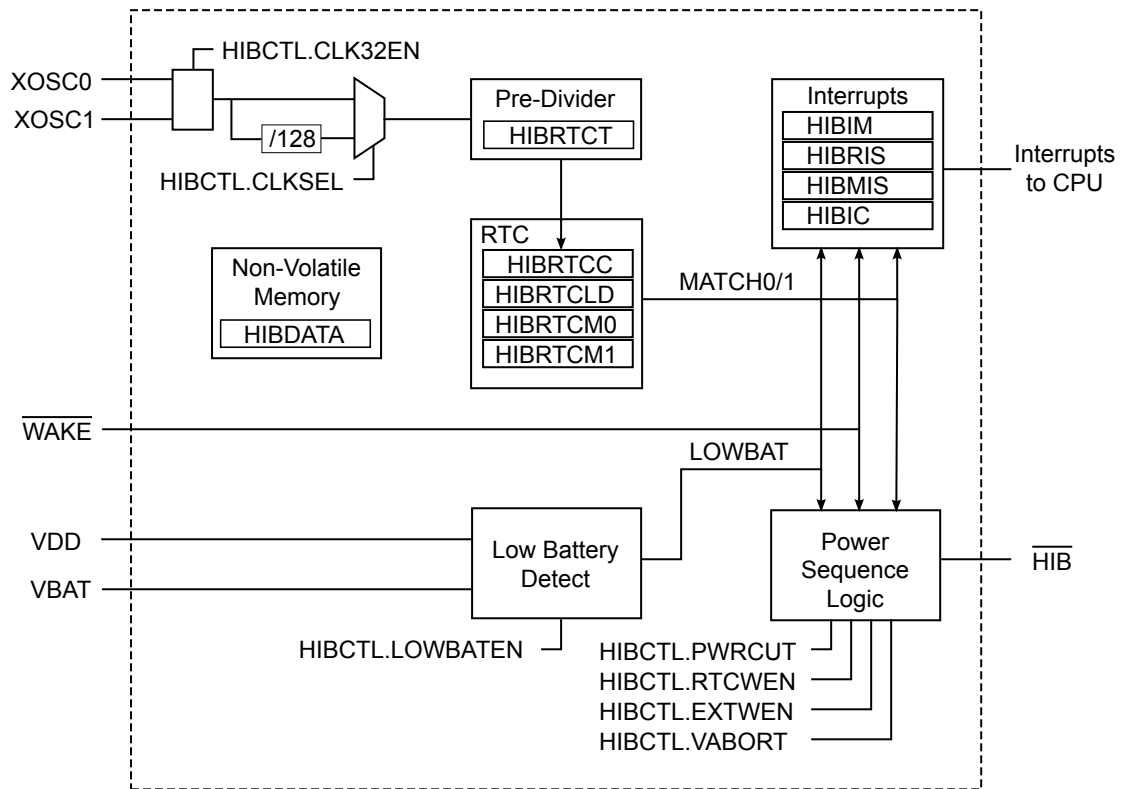 HIBCTL.CLK32EN
XOSC0
XOSC1
/128
HIBCTL.CLKSEL
Pre-Divider
HIBRTCT
Interrupts
HIBIM
HIBRIS
HIBMIS
HIBIC
Interrupts
to CPU
RTC
HIBRTCC
HIBRTCLD
HIBRTCM0
HIBRTCM1
MATCH0/1
Non-Volatile
Memory
HIBDATA
WAKE
LOWBAT
VDD
VBAT
Low Battery
Detect
HIBCTL.LOWBATEN
Power
Sequence
Logic
HIB
HIBCTL.PWRCUT
HIBCTL.RTCWEN
HIBCTL.EXTWEN
HIBCTL.VABORT